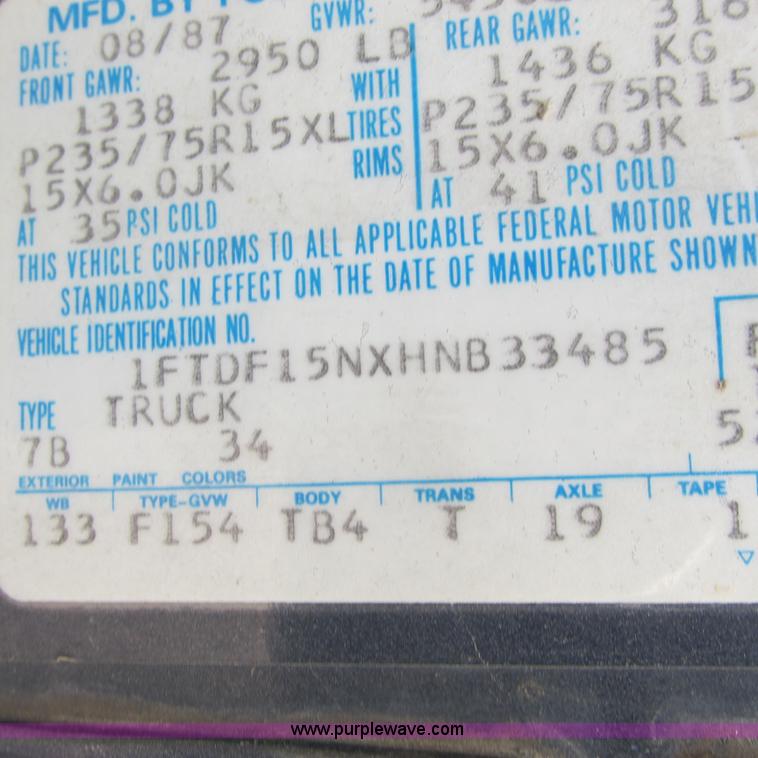 MFD. BY
GVWR:
DATE: 08/87
FRONT GAWR: 2950 LB
REAR GAWR:
1338 KG WITH 1436 KG
P235/75R15XL TIRES P235/75R15
15X6.0JK RIMS 15X6.0JK
AT 35 PSI COLD AT 41 PSI COLD
THIS VEHICLE CONFORMS TO ALL APPLICABLE FEDERAL MOTOR
STANDARDS IN EFFECT ON THE DATE OF MANUFACTURE SHOWN
VEHICLE IDENTIFICATION NO.
1FTDF15NXHNB33485
TYPE TRUCK
7B 34
EXTERIOR PAINT COLORS
WB TYPE-GVW BODY TRANS AXLE TAPE
133 F154 TB4 T 19 1
www.purplewave.com